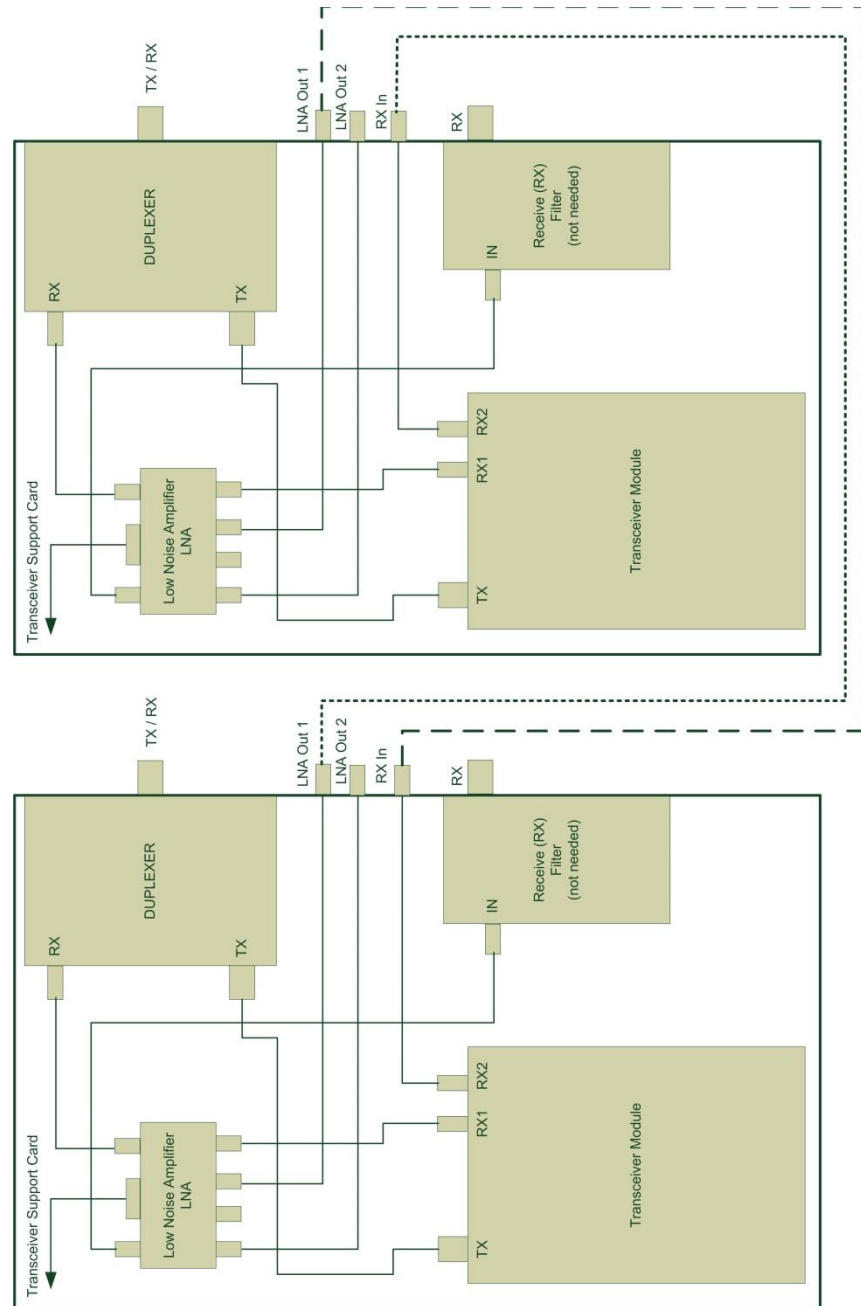 TX / RX
LNA Out 1
LNA Out 2
RX In
RX
DUPLEXER
RX
TX
Receive (RX)
Filter
(not needed)
IN
Transceiver Support Card
Low Noise Amplifier
LNA
RX2
RX1
TX
Transceiver Module
TX / RX
LNA Out 1
LNA Out 2
RX In
RX
DUPLEXER
RX
TX
Receive (RX)
Filter
(not needed)
IN
Transceiver Support Card
Low Noise Amplifier
LNA
RX2
RX1
TX
Transceiver Module